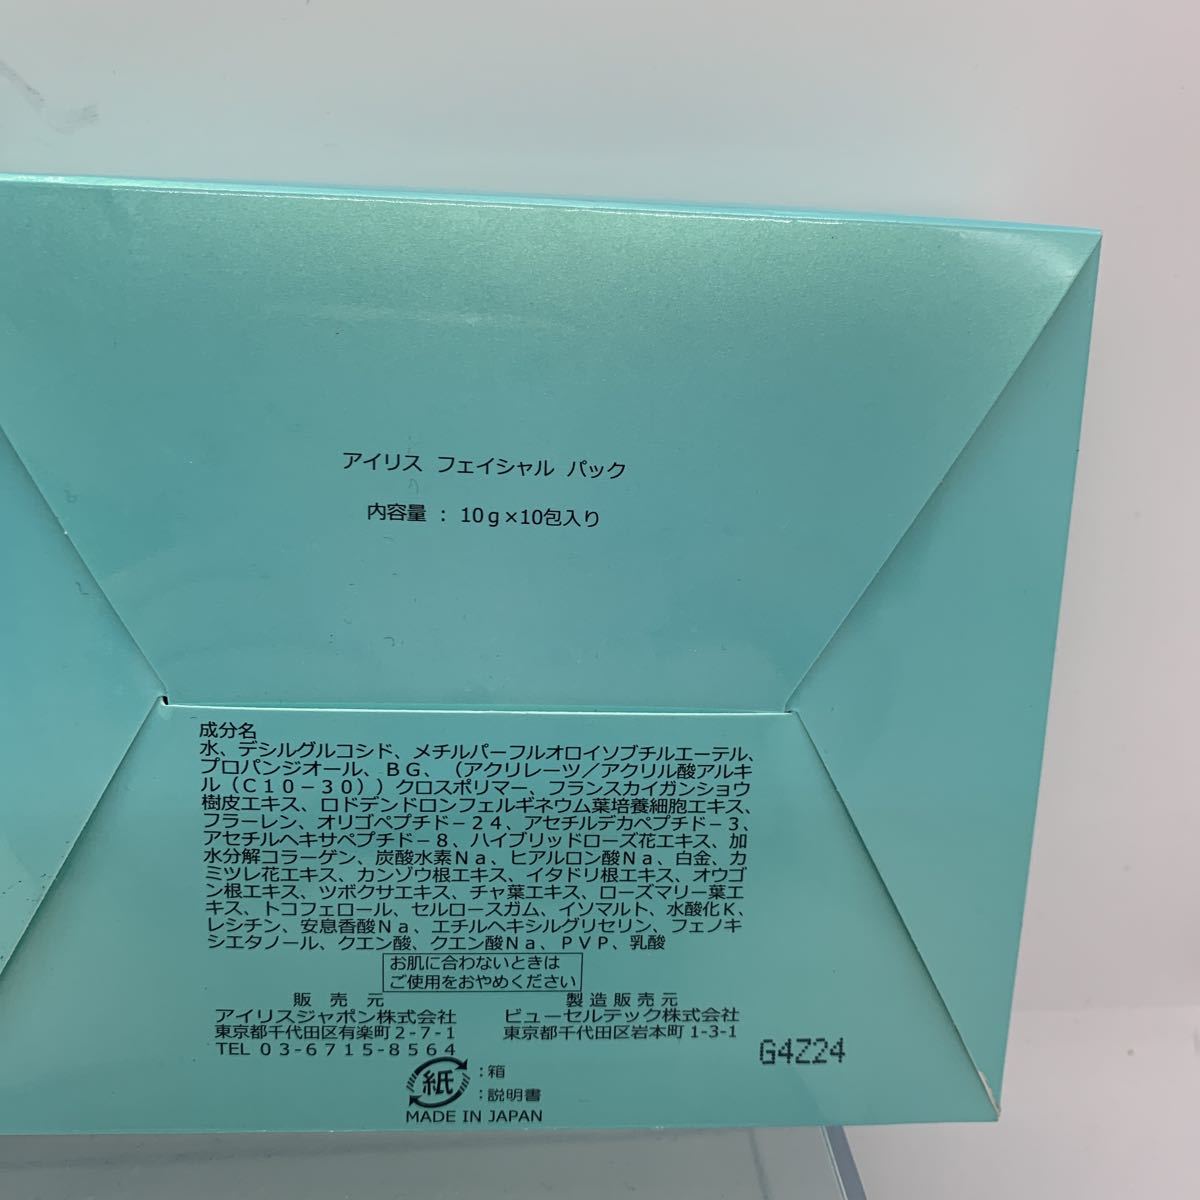 アイリス フェイシャル パック
内容量 : 10g×10包入り
成分名
水、デシルグルコシド、メチルパーフルオロイソブチルエーテル、
プロパンジオール、BG、(アクリレーツ/アクリル酸アルキ
ル(C10-30))クロスポリマー、フランスカイガンショウ
樹皮エキス、ロドデンドロンフェルギネウム葉培養細胞エキス、
フラーレン、オリゴペプチド-24、アセチルデカペプチド-3、
アセチルヘキサペプチド-8、ハイブリッドローズ花エキス、加
水分解コラーゲン、炭酸水素Na、ヒアルロン酸Na、白金、カ
ミツレ花エキス、カンゾウ根エキス、イタドリ根エキス、オウゴ
ン根エキス、ツボクサエキス、チャ葉エキス、ローズマリー葉エ
キス、トコフェロール、セルロースガム、イソマルト、水酸化K、
レシチン、安息香酸Na、エチルヘキシルグリセリン、フェノキ
シエタノール、クエン酸、クエン酸Na、PVP、乳酸
お肌に合わないときは
ご使用をおやめください
販売元
アイリスジャポン株式会社
東京都千代田区有楽町2-7-1
TEL 03-6715-8564
製造販売元
ビューセルテック株式会社
東京都千代田区岩本町1-3-1
G4Z24
紙 :箱
:説明書
MADE IN JAPAN